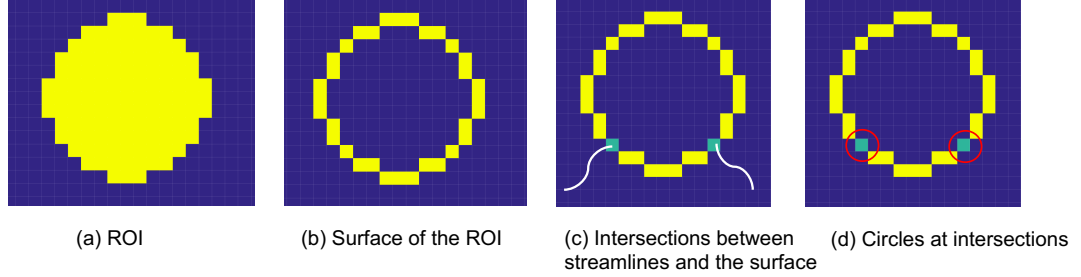 (a) ROI
(b) Surface of the ROI
(c) Intersections between
streamlines and the surface
(d) Circles at intersections